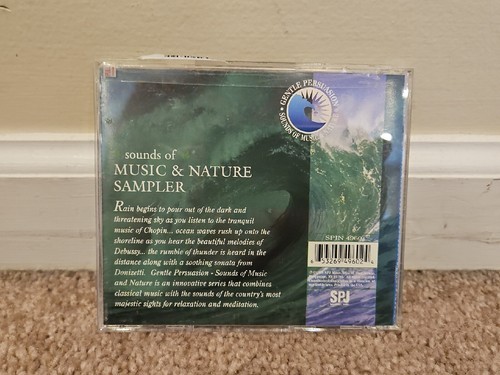 GENTLE PERSUASION
SOUNDS OF MUSIC
sounds of
MUSIC & NATURE
SAMPLER
Rain begins to pour out of the dark and
threatening sky as you listen to the tranquil
music of Chopin... ocean waves rush up onto the
shoreline as you hear the beautiful melodies of
Debussy... the rumble of thunder is heard in the
distance along with a soothing sonata from
Donizetti. Gentle Persuasion - Sounds of Music
and Nature is an innovative series that combines
classical music with the sounds of the country's most
majestic sights for relaxation and meditation.
SPJ